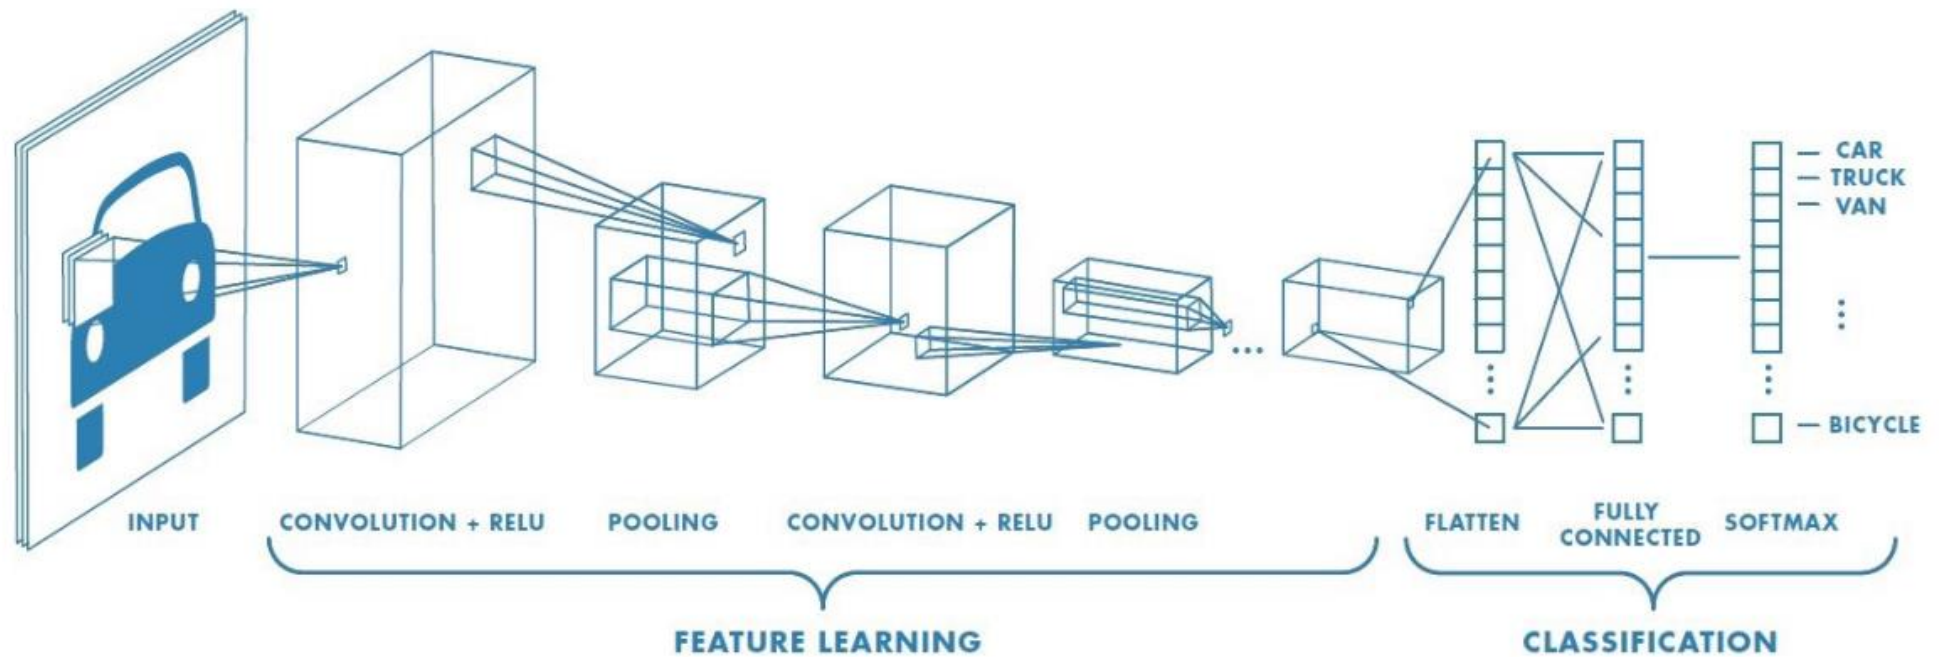 CAR
TRUCK
VAN
BICYCLE
INPUT
CONVOLUTION + RELU
POOLING
CONVOLUTION + RELU
POOLING
FLATTEN
FULLY
CONNECTED
SOFTMAX
FEATURE LEARNING
CLASSIFICATION